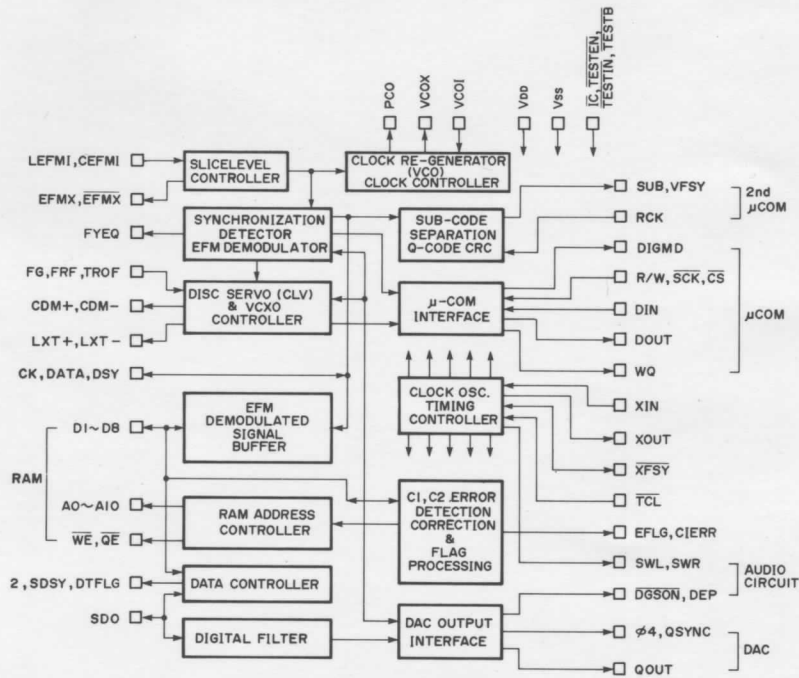 PCO
VCOX
VCOI
VDD
VSS
IC, TESTEN,
TESTIN, TESTB
LEFMI, CEFMI
EFMX, EFMX
FYEQ
FG, FRF, TROF
CDM+, CDM-
LXT+, LXT-
CK, DATA, DSY
RAM
D1~D8
A0~A10
WE, OE
2, SDSY, DTFLG
SDO
SLICELEVEL
CONTROLLER
CLOCK RE-GENERATOR
(VCO)
CLOCK CONTROLLER
SYNCHRONIZATION
DETECTOR
EFM DEMODULATOR
SUB-CODE
SEPARATION
Q-CODE CRC
DISC SERVO (CLV)
& VCXO
CONTROLLER
μ-COM
INTERFACE
EFM
DEMODULATED
SIGNAL
BUFFER
CLOCK OSC.
TIMING
CONTROLLER
RAM ADDRESS
CONTROLLER
C1, C2 ERROR
DETECTION
CORRECTION
&
FLAG
PROCESSING
DATA CONTROLLER
DIGITAL FILTER
DAC OUTPUT
INTERFACE
SUB, VFSY
RCK
2nd
μCOM
DIGMD
R/W, SCK, CS
DIN
DOUT
WQ
μCOM
XIN
XOUT
XFSY
TCL
EFLG, CIERR
SWL, SWR
DGSON, DEP
AUDIO
CIRCUIT
φ4, QSYNC
QOUT
DAC